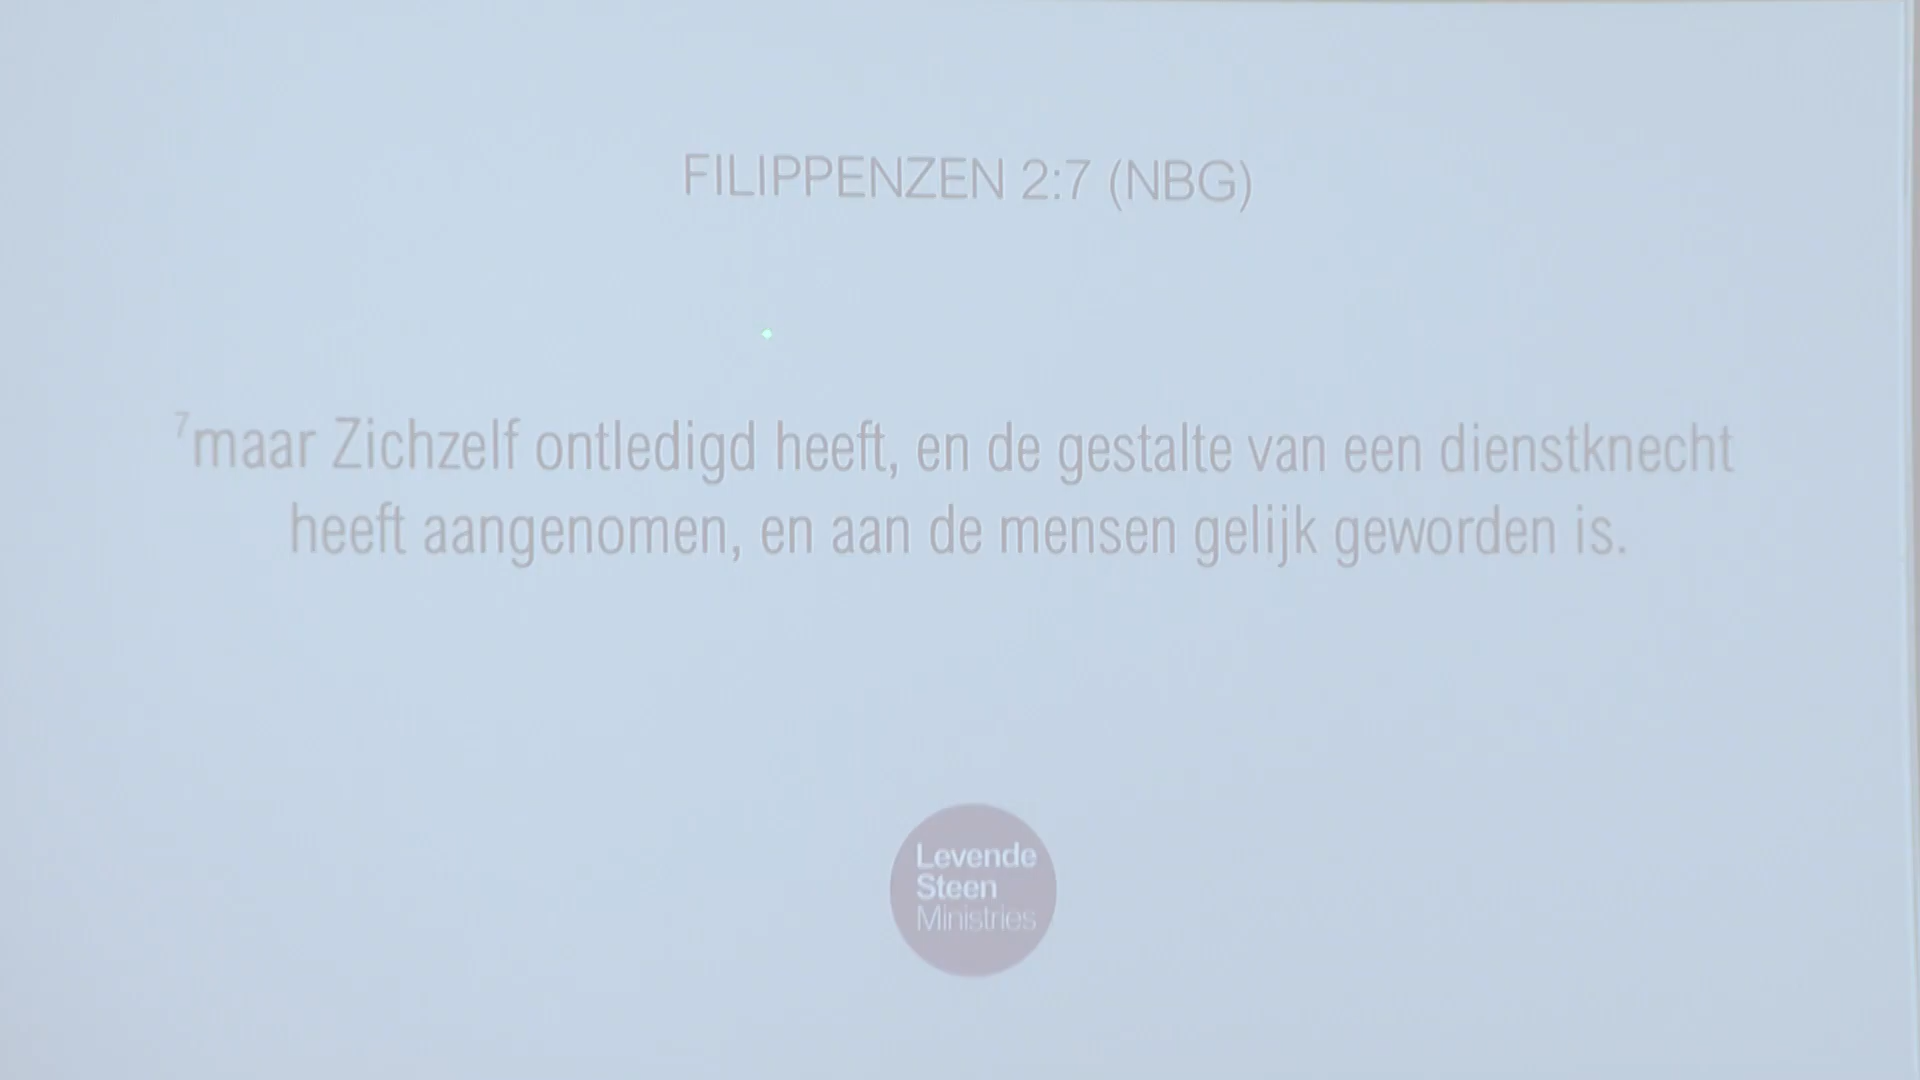 FILIPPENZEN 2:7 (NBG)
⁷maar Zichzelf ontledigd heeft, en de gestalte van een dienstknecht
heeft aangenomen, en aan de mensen gelijk geworden is.
Levende
Steen
Ministries